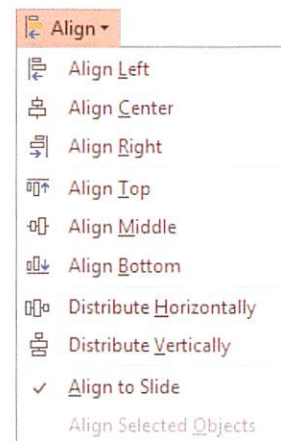 Align
Align Left
Align Center
Align Right
Align Top
Align Middle
Align Bottom
Distribute Horizontally
Distribute Vertically
Align to Slide
Align Selected Objects